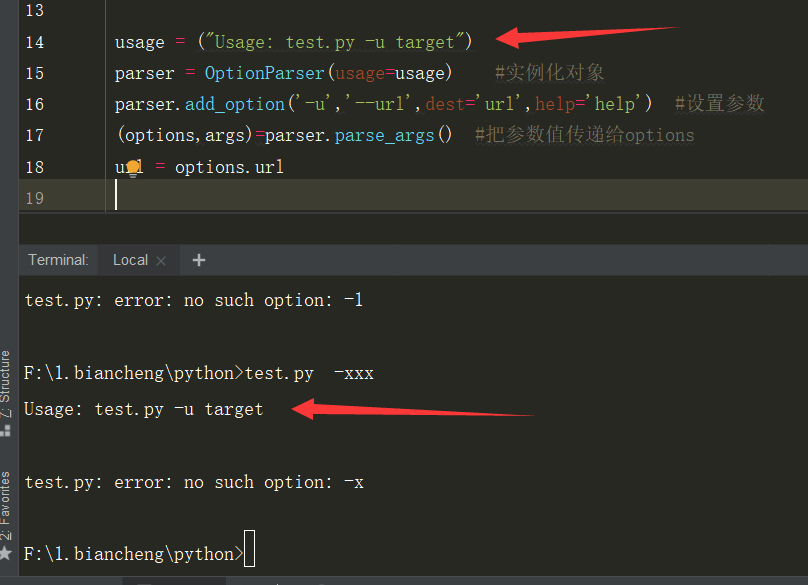 13
14 usage = ("Usage: test.py -u target")
15 parser = OptionParser(usage=usage) #实例化对象
16 parser.add_option('-u','--url',dest='url',help='help') #设置参数
17 (options,args)=parser.parse_args() #把参数值传递给options
18 url = options.url
19
Terminal: Local × +
test.py: error: no such option: -l
F:\1.biancheng\python>test.py -xxx
Usage: test.py -u target
test.py: error: no such option: -x
F:\1.biancheng\python>
7: Structure
2: Favorites